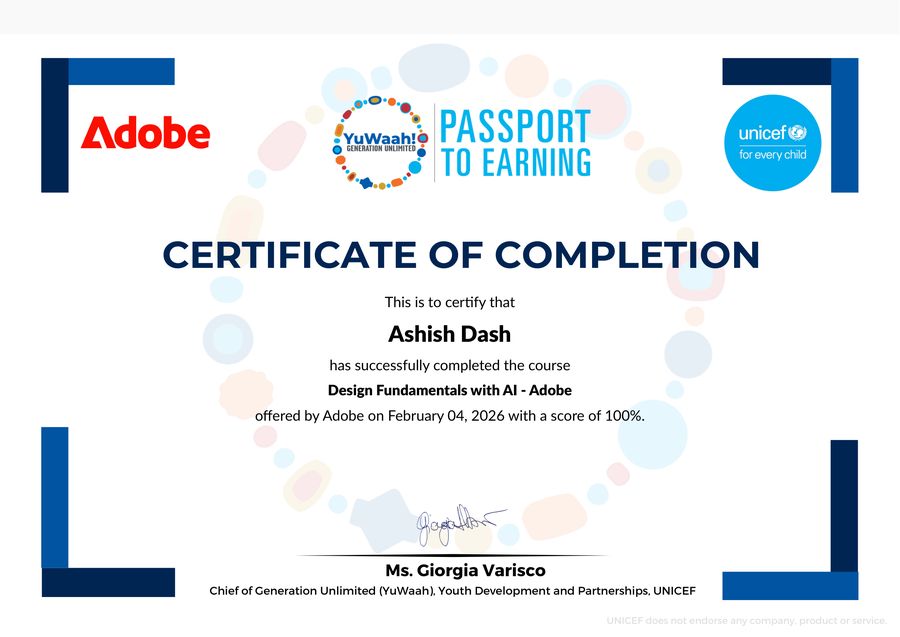 Adobe
YuWaah!
GENERATION UNLIMITED
PASSPORT
TO EARNING
unicef
for every child
CERTIFICATE OF COMPLETION
This is to certify that
Ashish Dash
has successfully completed the course
Design Fundamentals with AI - Adobe
offered by Adobe on February 04, 2026 with a score of 100%.
Ms. Giorgia Varisco
Chief of Generation Unlimited (YuWaah), Youth Development and Partnerships, UNICEF
UNICEF does not endorse any company, product or service.